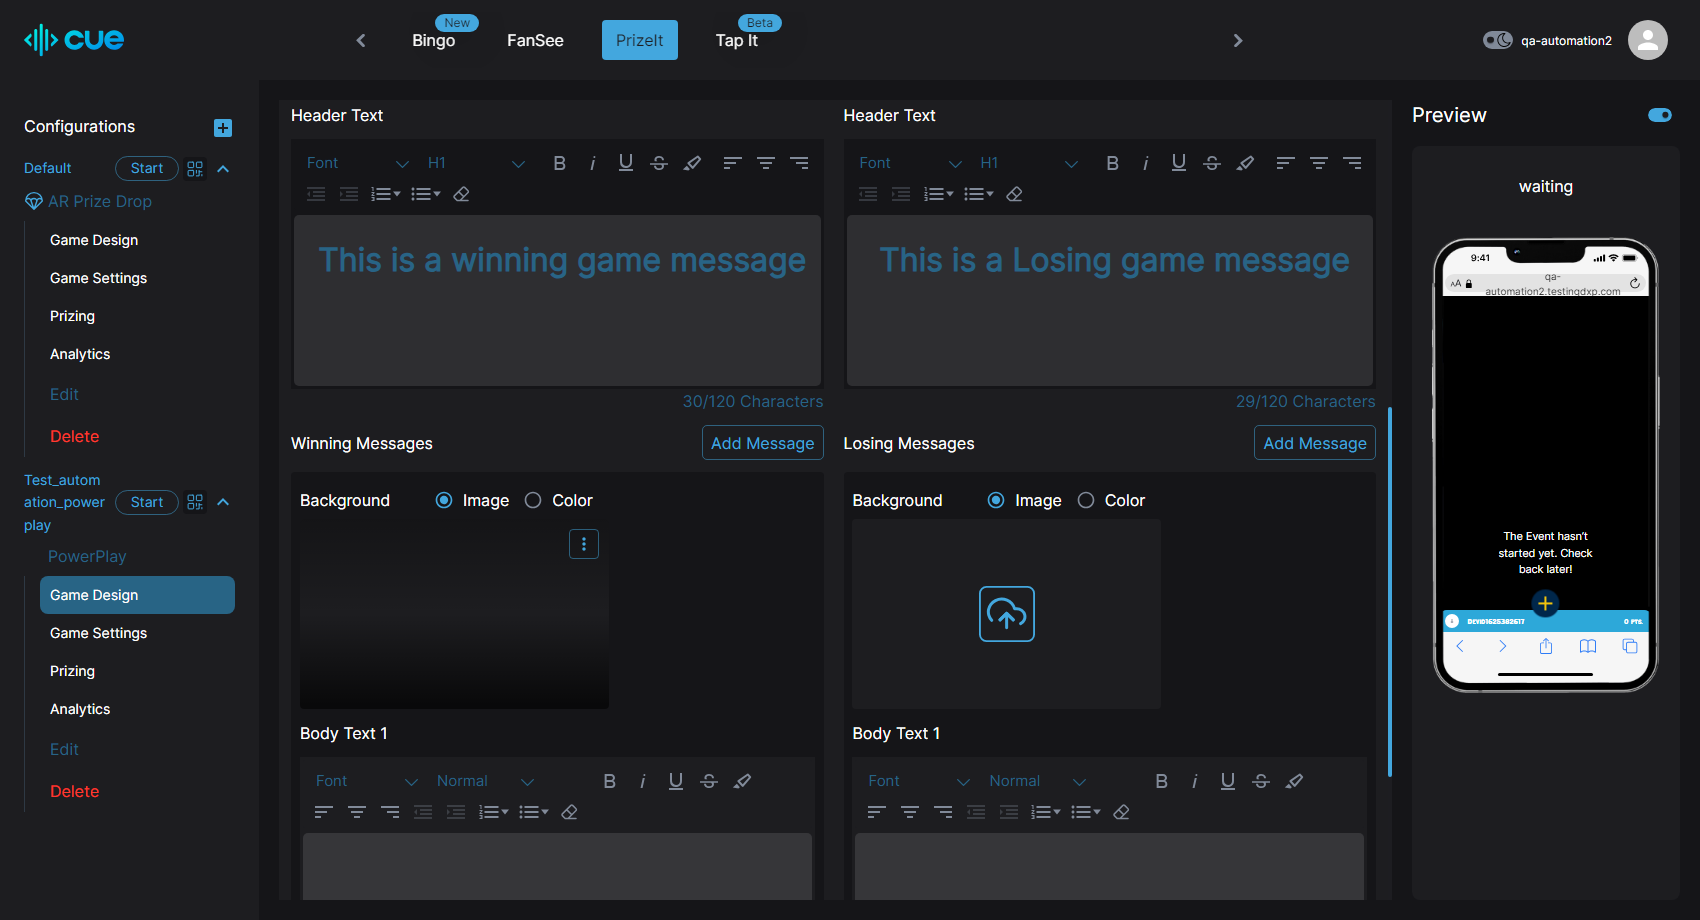 cue
New
Bingo
FanSee
PrizeIt
Beta
Tap It
qa-automation2
Configurations
Default
Start
AR Prize Drop
Game Design
Game Settings
Prizing
Analytics
Edit
Delete
Test_autom
ation_power
play
Start
PowerPlay
Game Design
Game Settings
Prizing
Analytics
Edit
Delete
Header Text
Font
H1
This is a winning game message
30/120 Characters
Winning Messages
Add Message
Background
Image
Color
Body Text 1
Font
Normal
Header Text
Font
H1
This is a Losing game message
29/120 Characters
Losing Messages
Add Message
Background
Image
Color
Body Text 1
Font
Normal
Preview
waiting
9:41
AA
qa-
automation2.testingdxp.com
The Event hasn't
started yet. Check
back later!
0 PTS.